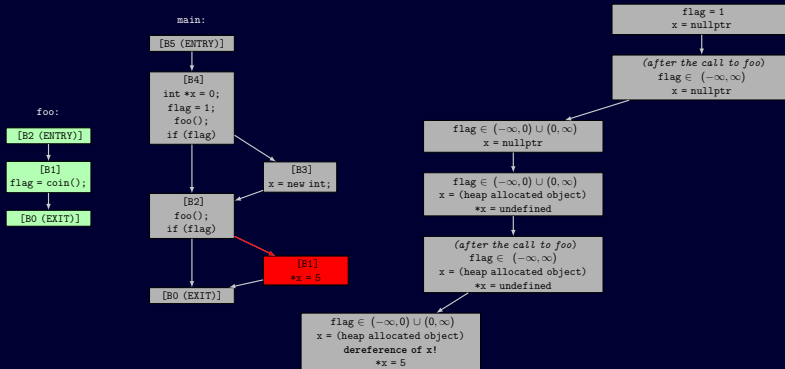 foo:
[B2 (ENTRY)]
[B1]
flag = coin();
[B0 (EXIT)]
main:
[B5 (ENTRY)]
[B4]
int *x = 0;
flag = 1;
foo();
if (flag)
[B3]
x = new int;
[B2]
foo();
if (flag)
[B1]
*x = 5
[B0 (EXIT)]
flag = 1
x = nullptr
(after the call to foo)
flag ∈ (−∞, ∞)
x = nullptr
flag ∈ (−∞, 0) ∪ (0, ∞)
x = nullptr
flag ∈ (−∞, 0) ∪ (0, ∞)
x = (heap allocated object)
*x = undefined
(after the call to foo)
flag ∈ (−∞, ∞)
x = (heap allocated object)
*x = undefined
flag ∈ (−∞, 0) ∪ (0, ∞)
x = (heap allocated object)
dereference of x!
*x = 5